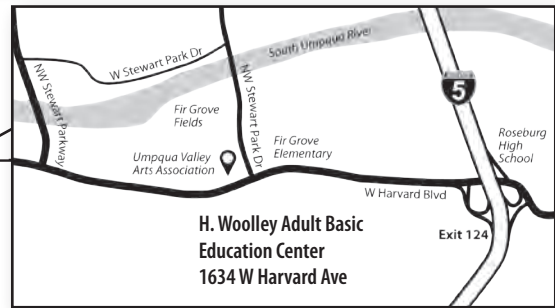 W Stewart Park Dr
South Umpqua River
NW Stewart Parkway
NW Stewart Park Dr
INTERSTATE
5
Fir Grove
Fields
Fir Grove
Elementary
Roseburg
High
School
Umpqua Valley
Arts Association
W Harvard Blvd
Exit 124
H. Woolley Adult Basic
Education Center
1634 W Harvard Ave